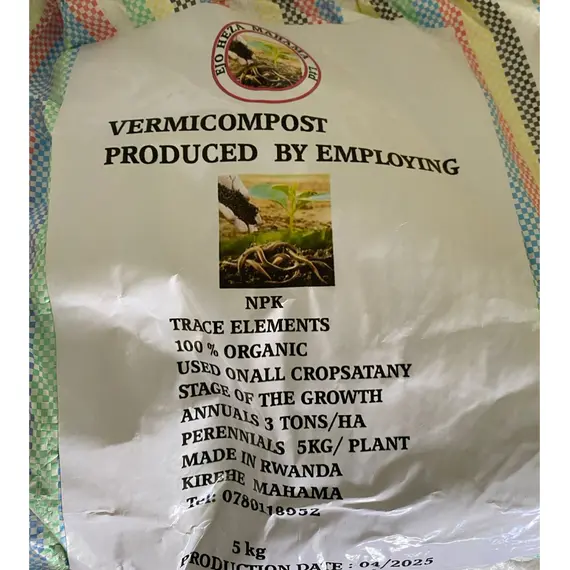 EJO HEZA MAHAMA Ltd
VERMICOMPOST
PRODUCED BY EMPLOYING
NPK
TRACE ELEMENTS
100 % ORGANIC
USED ONALL CROPSATANY
STAGE OF THE GROWTH
ANNUALS 3 TONS/HA
PERENNIALS 5KG/ PLANT
MADE IN RWANDA
KIREHE MAHAMA
Tel: 0780118952
5 kg
PRODUCTION DATE : 04/2025